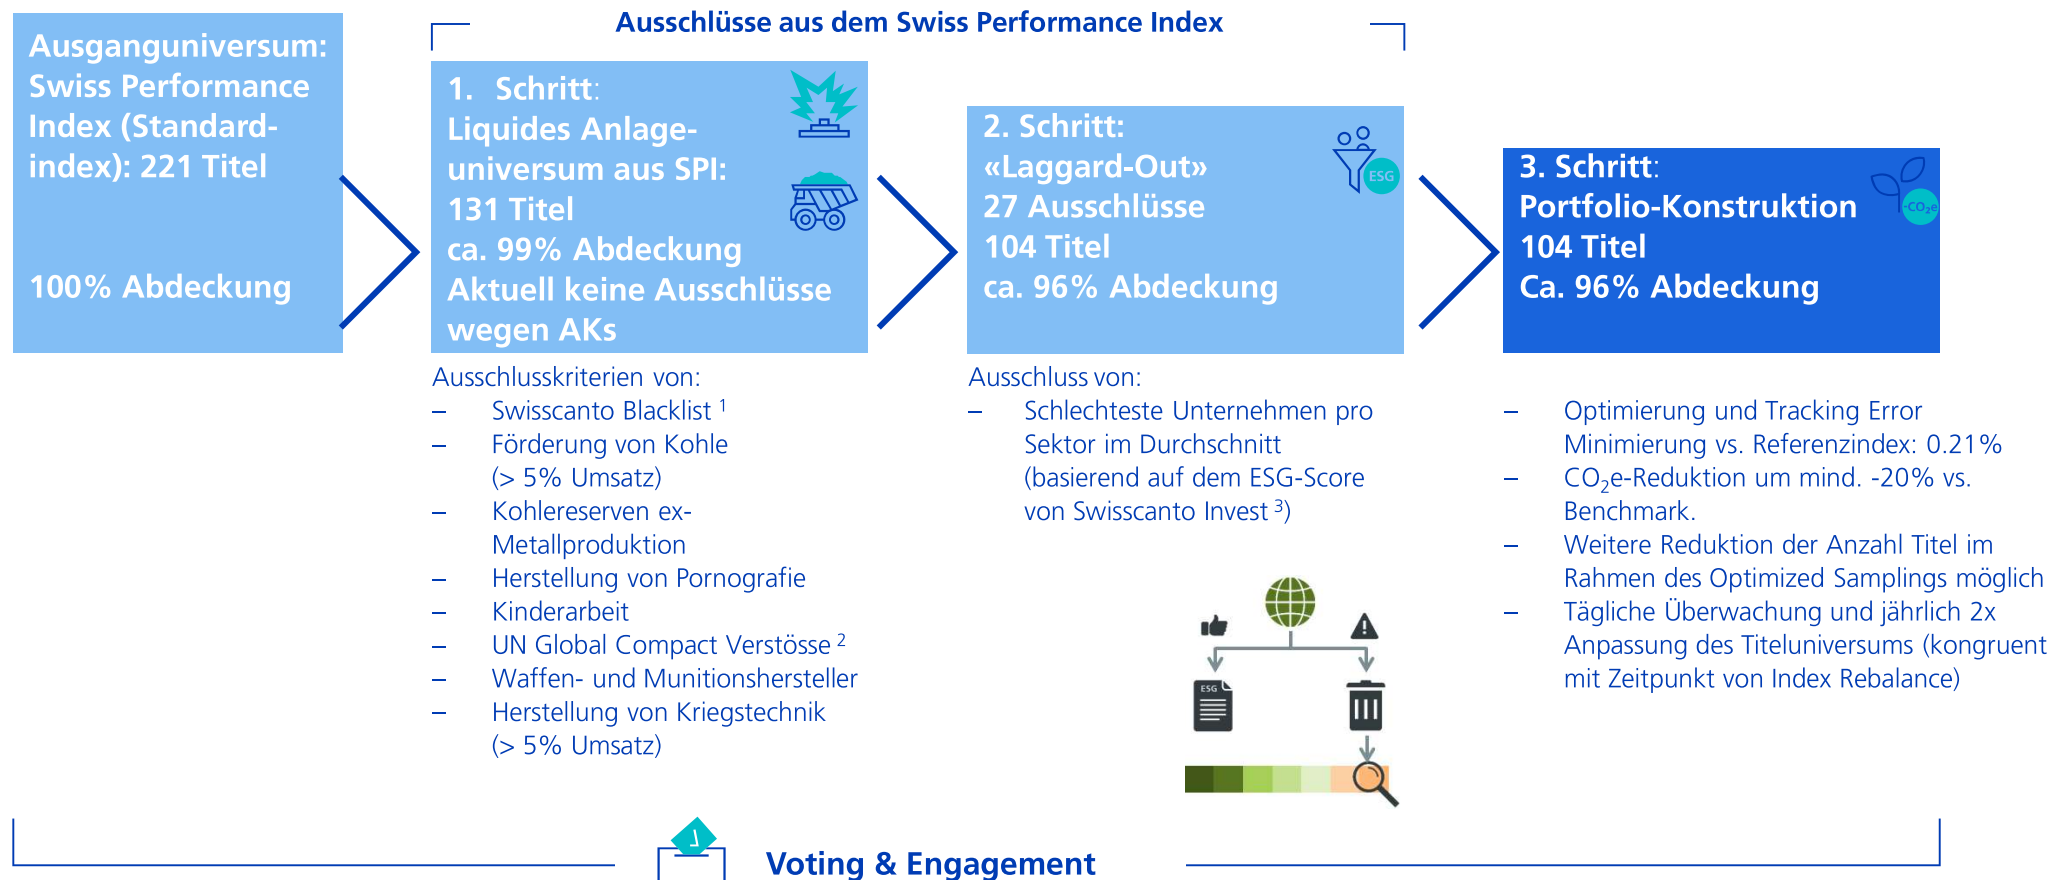 Ausschlüsse aus dem Swiss Performance Index
Ausganguniversum:
Swiss Performance
Index (Standard-
index): 221 Titel
100% Abdeckung
1. Schritt:
Liquides Anlage-
universum aus SPI:
131 Titel
ca. 99% Abdeckung
Aktuell keine Ausschlüsse
wegen AKs
2. Schritt:
«Laggard-Out»
27 Ausschlüsse
104 Titel
ca. 96% Abdeckung
ESG
3. Schritt:
Portfolio-Konstruktion
104 Titel
Ca. 96% Abdeckung
-CO₂e
Ausschlusskriterien von:
– Swisscanto Blacklist ¹
– Förderung von Kohle
(> 5% Umsatz)
– Kohlereserven ex-
Metallproduktion
– Herstellung von Pornografie
– Kinderarbeit
– UN Global Compact Verstösse ²
– Waffen- und Munitionshersteller
– Herstellung von Kriegstechnik
(> 5% Umsatz)
Ausschluss von:
– Schlechteste Unternehmen pro
Sektor im Durchschnitt
(basierend auf dem ESG-Score
von Swisscanto Invest ³)
ESG
– Optimierung und Tracking Error
Minimierung vs. Referenzindex: 0.21%
– CO₂e-Reduktion um mind. -20% vs.
Benchmark.
– Weitere Reduktion der Anzahl Titel im
Rahmen des Optimized Samplings möglich
– Tägliche Überwachung und jährlich 2x
Anpassung des Titeluniversums (kongruent
mit Zeitpunkt von Index Rebalance)
Voting & Engagement